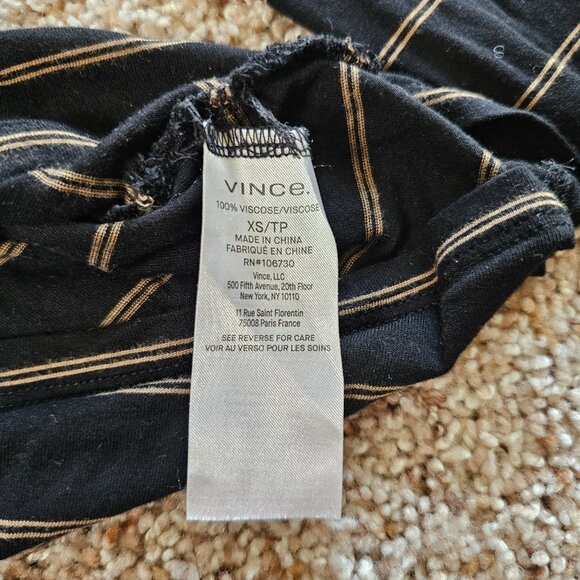 VINCE.
100% VISCOSE/VISCOSE
XS/TP
MADE IN CHINA
FABRIQUÉ EN CHINE
RN#106730
Vince, LLC
500 Fifth Avenue, 20th Floor
New York, NY 10110
11 Rue Saint Florentin
75008 Paris France
SEE REVERSE FOR CARE
VOIR AU VERSO POUR LES SOINS